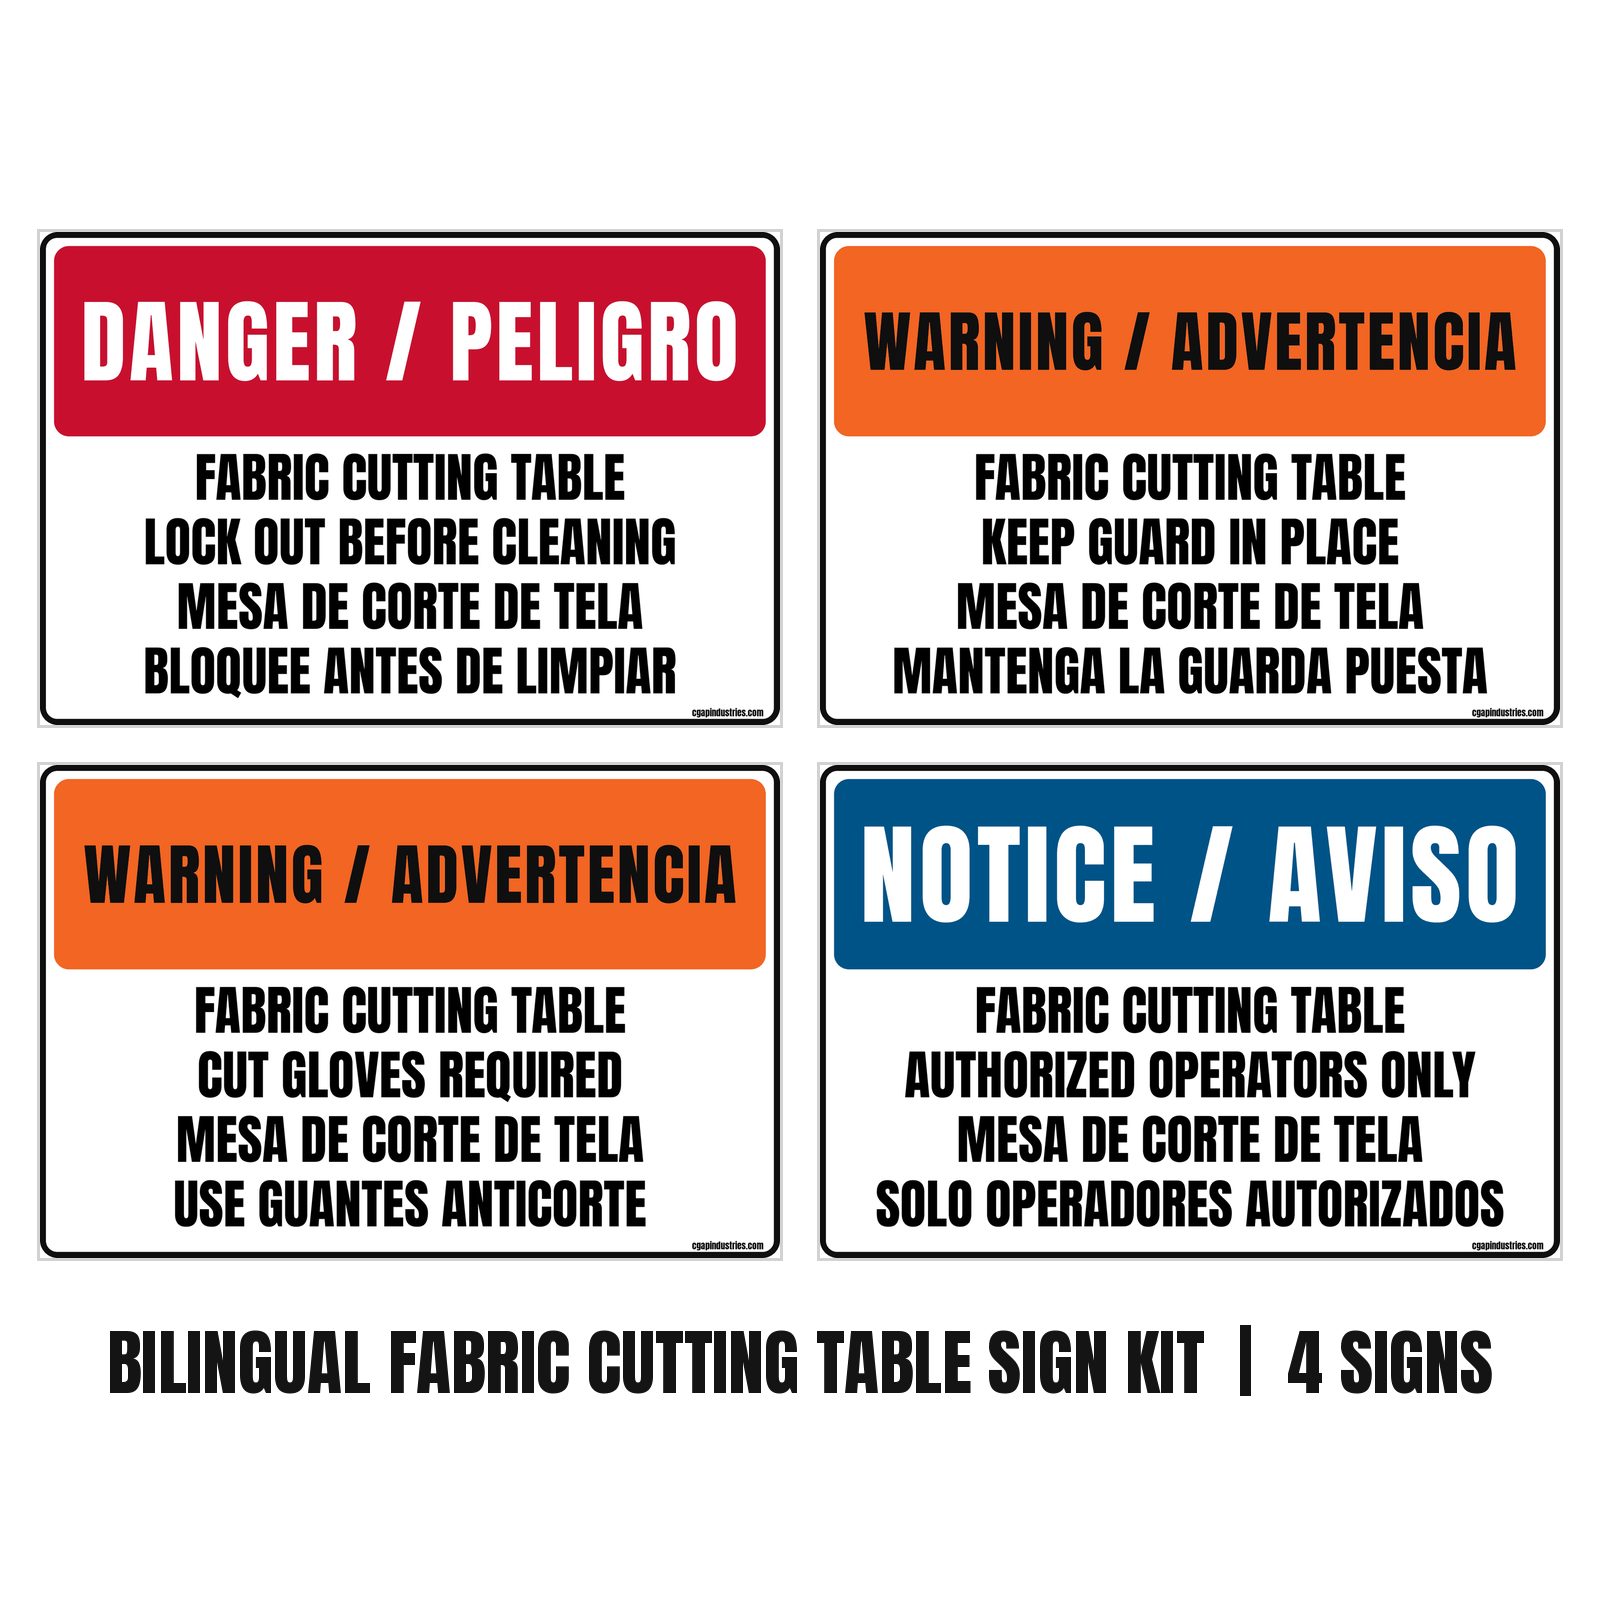 DANGER / PELIGRO
FABRIC CUTTING TABLE
LOCK OUT BEFORE CLEANING
MESA DE CORTE DE TELA
BLOQUEE ANTES DE LIMPIAR
cgapindustries.com
WARNING / ADVERTENCIA
FABRIC CUTTING TABLE
KEEP GUARD IN PLACE
MESA DE CORTE DE TELA
MANTENGA LA GUARDA PUESTA
cgapindustries.com
WARNING / ADVERTENCIA
FABRIC CUTTING TABLE
CUT GLOVES REQUIRED
MESA DE CORTE DE TELA
USE GUANTES ANTICORTE
cgapindustries.com
NOTICE / AVISO
FABRIC CUTTING TABLE
AUTHORIZED OPERATORS ONLY
MESA DE CORTE DE TELA
SOLO OPERADORES AUTORIZADOS
cgapindustries.com
BILINGUAL FABRIC CUTTING TABLE SIGN KIT | 4 SIGNS